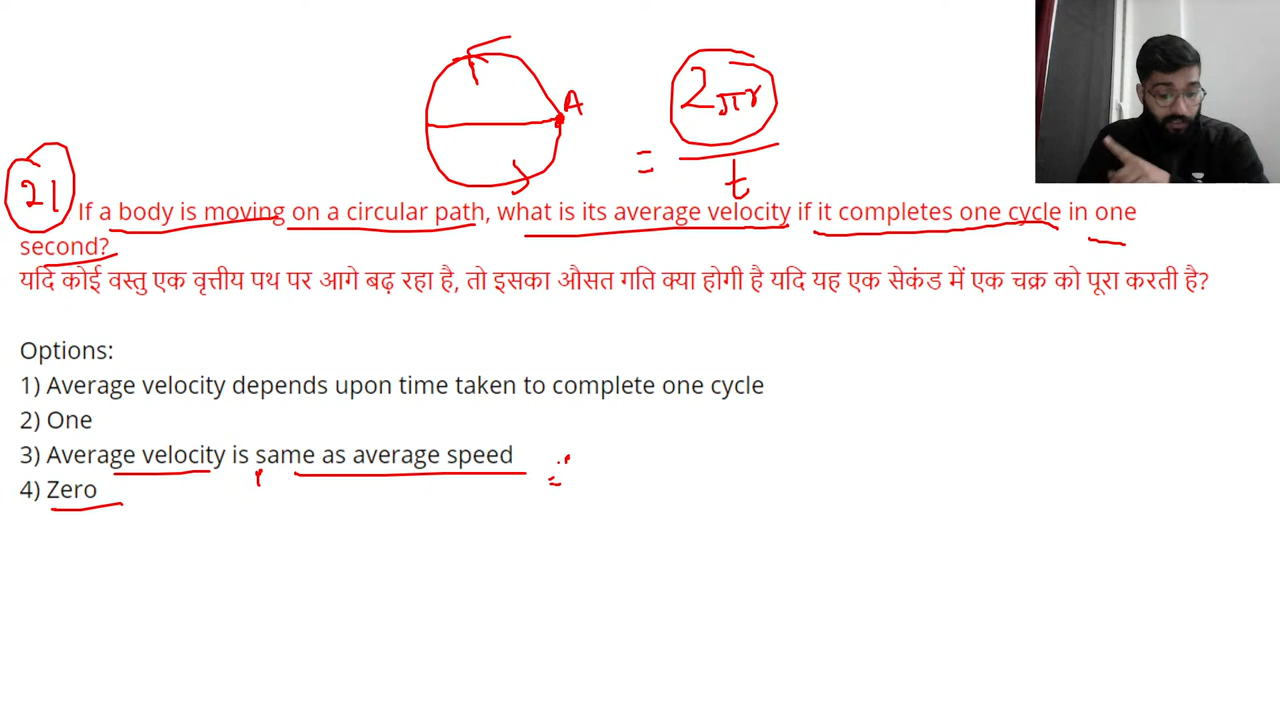 A
2πr
=
t
21
If a body is moving on a circular path, what is its average velocity if it completes one cycle in one
second?
यदि कोई वस्तु एक वृत्तीय पथ पर आगे बढ़ रहा है, तो इसका औसत गति क्या होगी है यदि यह एक सेकंड में एक चक्र को पूरा करती है?
Options:
1) Average velocity depends upon time taken to complete one cycle
2) One
3) Average velocity is same as average speed
4) Zero